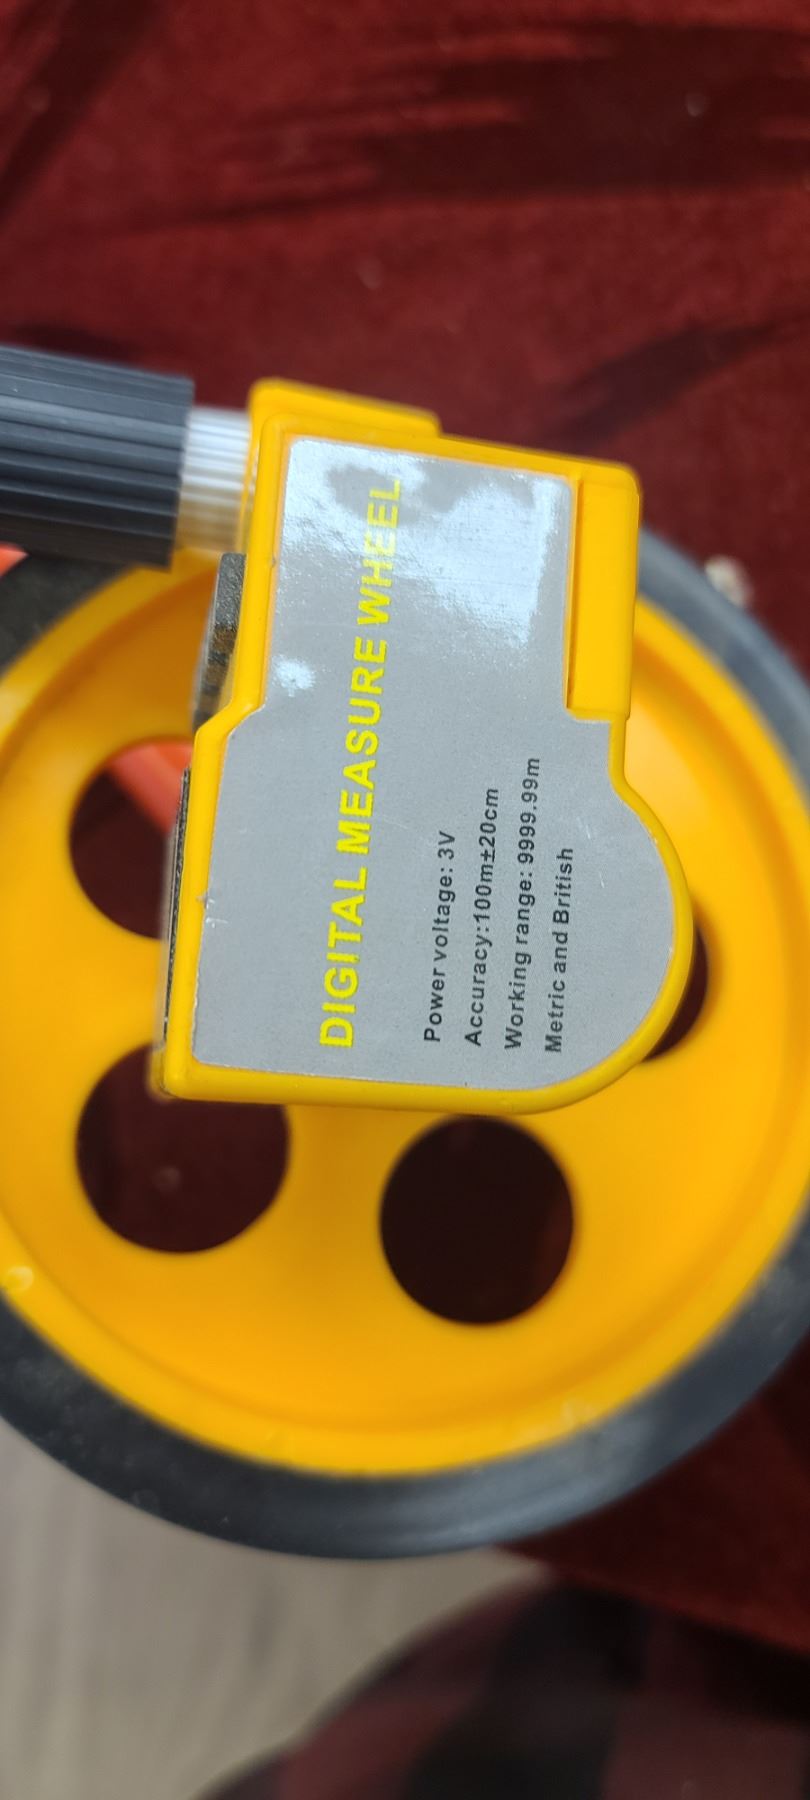 DIGITAL MEASURE WHEEL
Power voltage: 3V
Accuracy:100m±20cm
Working range: 9999.99m
Metric and British